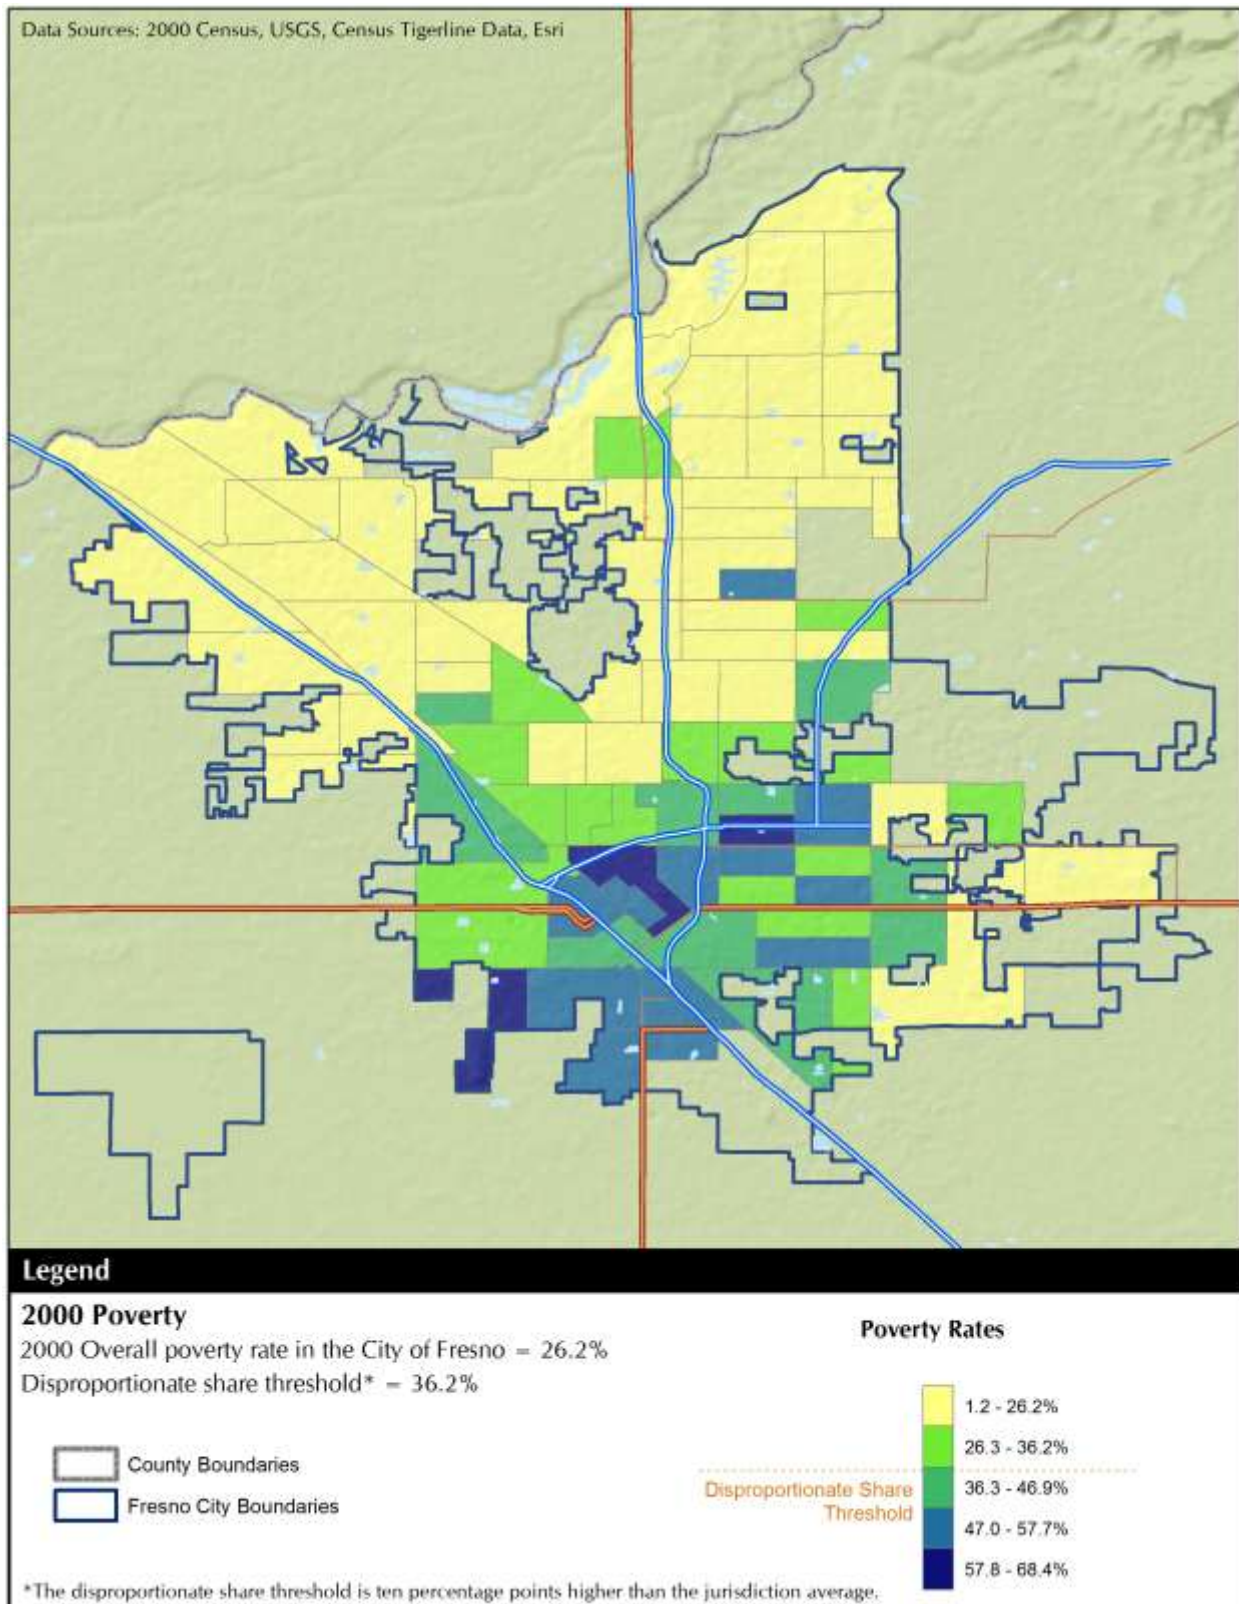 Data Sources: 2000 Census, USGS, Census Tigerline Data, Esri
Legend
2000 Poverty
2000 Overall poverty rate in the City of Fresno = 26.2%
Disproportionate share threshold* = 36.2%
County Boundaries
Fresno City Boundaries
Poverty Rates
1.2 - 26.2%
26.3 - 36.2%
Disproportionate Share
Threshold
36.3 - 46.9%
47.0 - 57.7%
57.8 - 68.4%
*The disproportionate share threshold is ten percentage points higher than the jurisdiction average.